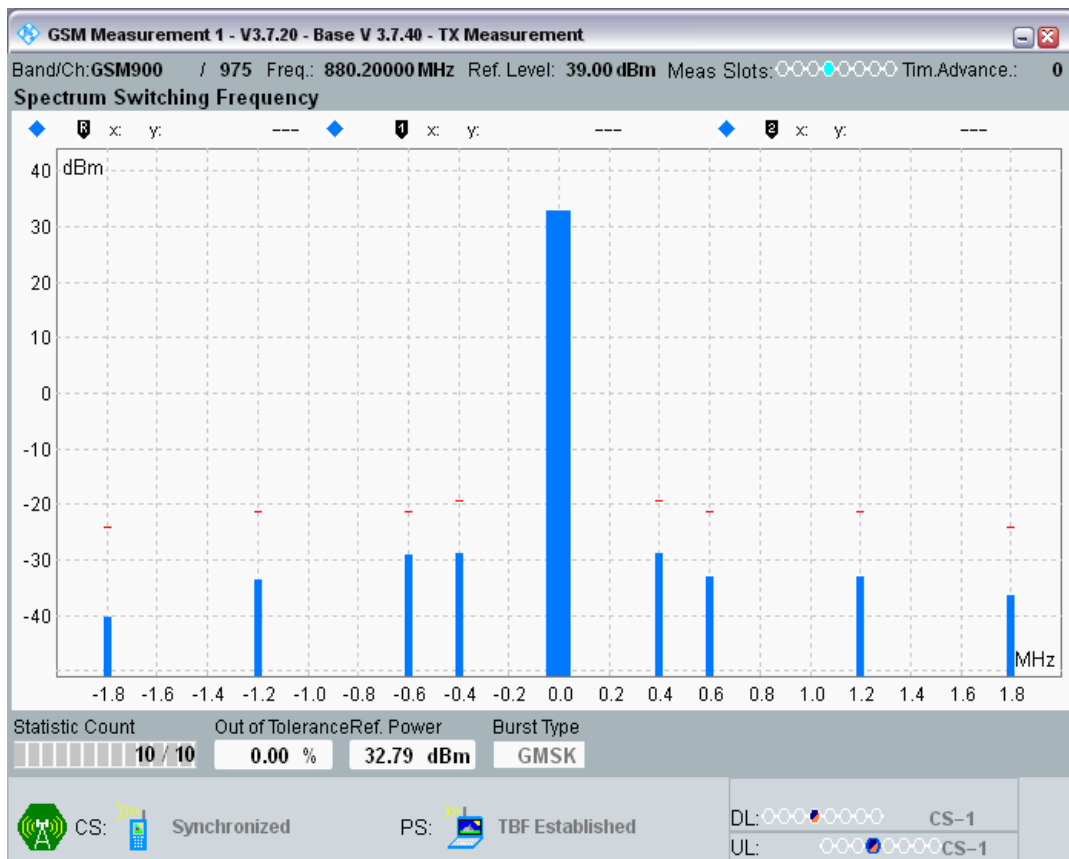 GSM Measurement 1 - V3.7.20 - Base V 3.7.40 - TX Measurement
Band/Ch:GSM900 / 975 Freq.: 880.20000 MHz Ref. Level: 39.00 dBm Meas Slots: Tim.Advance.: 0
Spectrum Switching Frequency
R x: y: --- 1 x: y: --- 2 x: y: ---
dBm
40
30
20
10
0
-10
-20
-30
-40
MHz
-1.8 -1.6 -1.4 -1.2 -1.0 -0.8 -0.6 -0.4 -0.2 0.0 0.2 0.4 0.6 0.8 1.0 1.2 1.4 1.6 1.8
Statistic Count Out of Tolerance Ref. Power Burst Type
10 / 10 0.00 % 32.79 dBm GMSK
CS: Synchronized PS: TBF Established
DL: CS-1
UL: CS-1